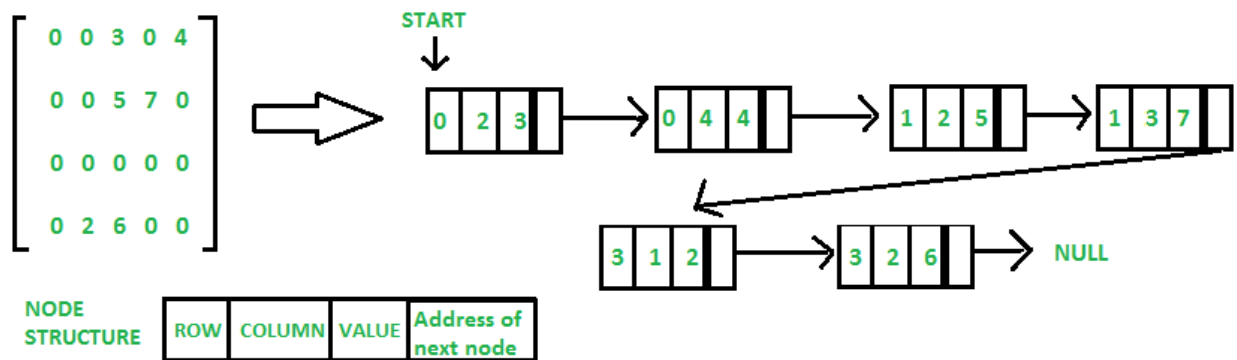 0 0 3 0 4
0 0 5 7 0
0 0 0 0 0
0 2 6 0 0
START
0 2 3
0 4 4
1 2 5
1 3 7
3 1 2
3 2 6
NULL
NODE
STRUCTURE
ROW
COLUMN
VALUE
Address of
next node